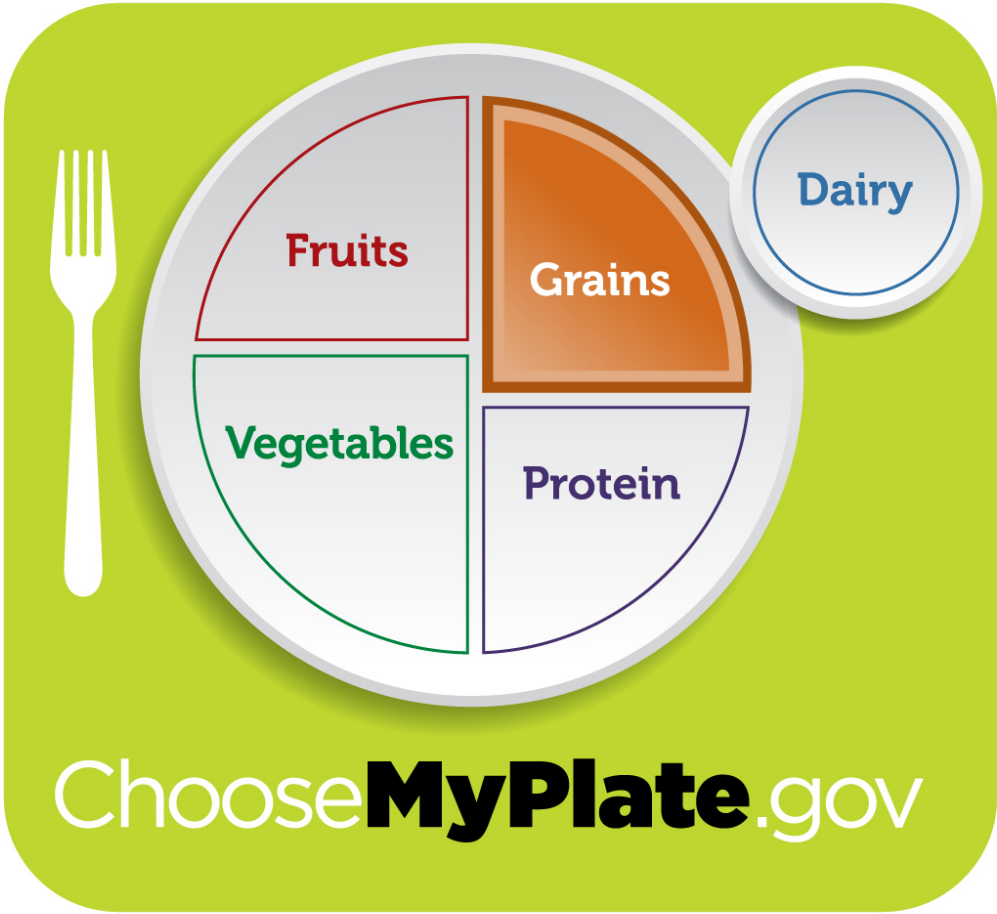 Dairy
Fruits
Grains
Vegetables
Protein
ChooseMyPlate.gov